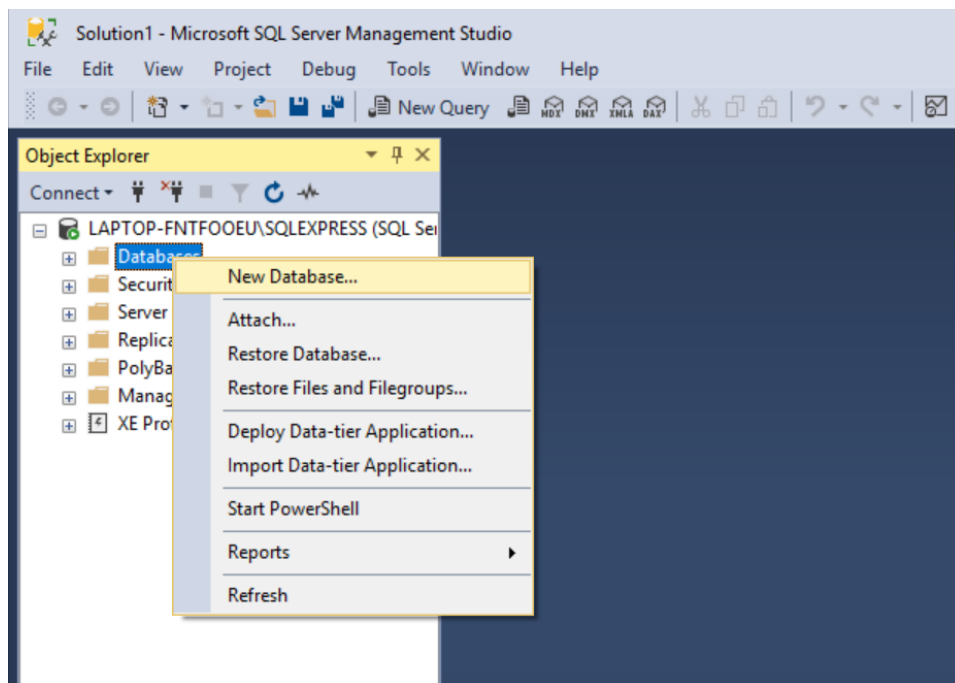 Solution1 - Microsoft SQL Server Management Studio
File Edit View Project Debug Tools Window Help
New Query MDX DMX XMLA DAX
Object Explorer
Connect
LAPTOP-FNTFOOEU\SQLEXPRESS (SQL Ser
Databases
New Database...
Securit
Server
Attach...
Replica
Restore Database...
PolyBa
Restore Files and Filegroups...
Manag
XE Prof
Deploy Data-tier Application...
Import Data-tier Application...
Start PowerShell
Reports
Refresh